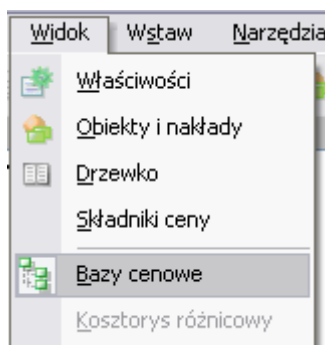 Widok Wstaw Narzędzia
Właściwości
Obiekty i nakłady
Drzewko
Składniki ceny
Bazy cenowe
Kosztorys różnicowy